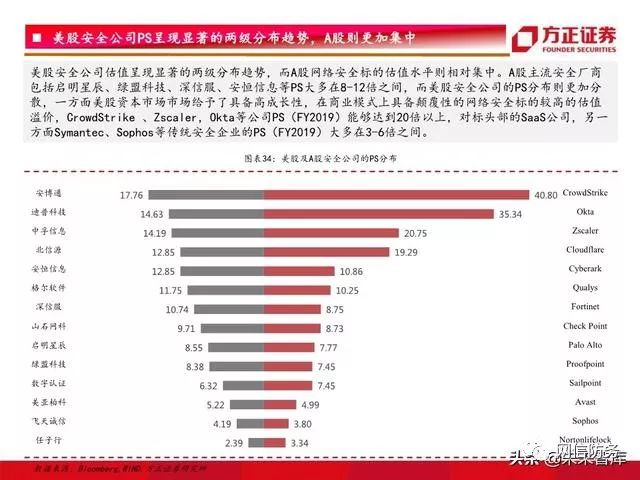 ■ 美股安全公司PS呈现显著的两级分布趋势，A股则更加集中
方正证券
FOUNDER SECURITIES
美股安全公司估值呈现显著的两级分布趋势，而A股网络安全标的估值水平则相对集中。A股主流安全厂商
包括启明星辰、绿盟科技、深信服、安恒信息等PS大多在8-12倍之间，而美股安全公司的PS分布则更加分
散，一方面美股资本市场市场给予了具备高成长性，在商业模式上具备颠覆性的网络安全标的较高的估值
溢价，CrowdStrike 、Zscaler，Okta等公司PS（FY2019）能够达到20倍以上，对标头部的SaaS公司，另一
方面Symantec、Sophos等传统安全企业的PS（FY2019）大多在3-6倍之间。
图表34：美股及A股安全公司的PS分布
安博通 17.76 40.80 CrowdStrike
迪普科技 14.63 35.34 Okta
中孚信息 14.19 20.75 Zscaler
北信源 12.85 19.29 Cloudflare
安恒信息 12.85 10.86 Cyberark
格尔软件 11.75 10.25 Qualys
深信服 10.74 8.75 Fortinet
山石网科 9.71 8.73 Check Point
启明星辰 8.55 7.77 Palo Alto
绿盟科技 8.38 7.45 Proofpoint
数字认证 6.32 7.45 Sailpoint
美亚柏科 5.22 4.99 Avast
飞天诚信 4.19 3.80 Sophos
任子行 2.39 3.34 Nortonlifelock
数据来源：Bloomberg,WIND,方正证券研究所
网信防务
头条@未来智库